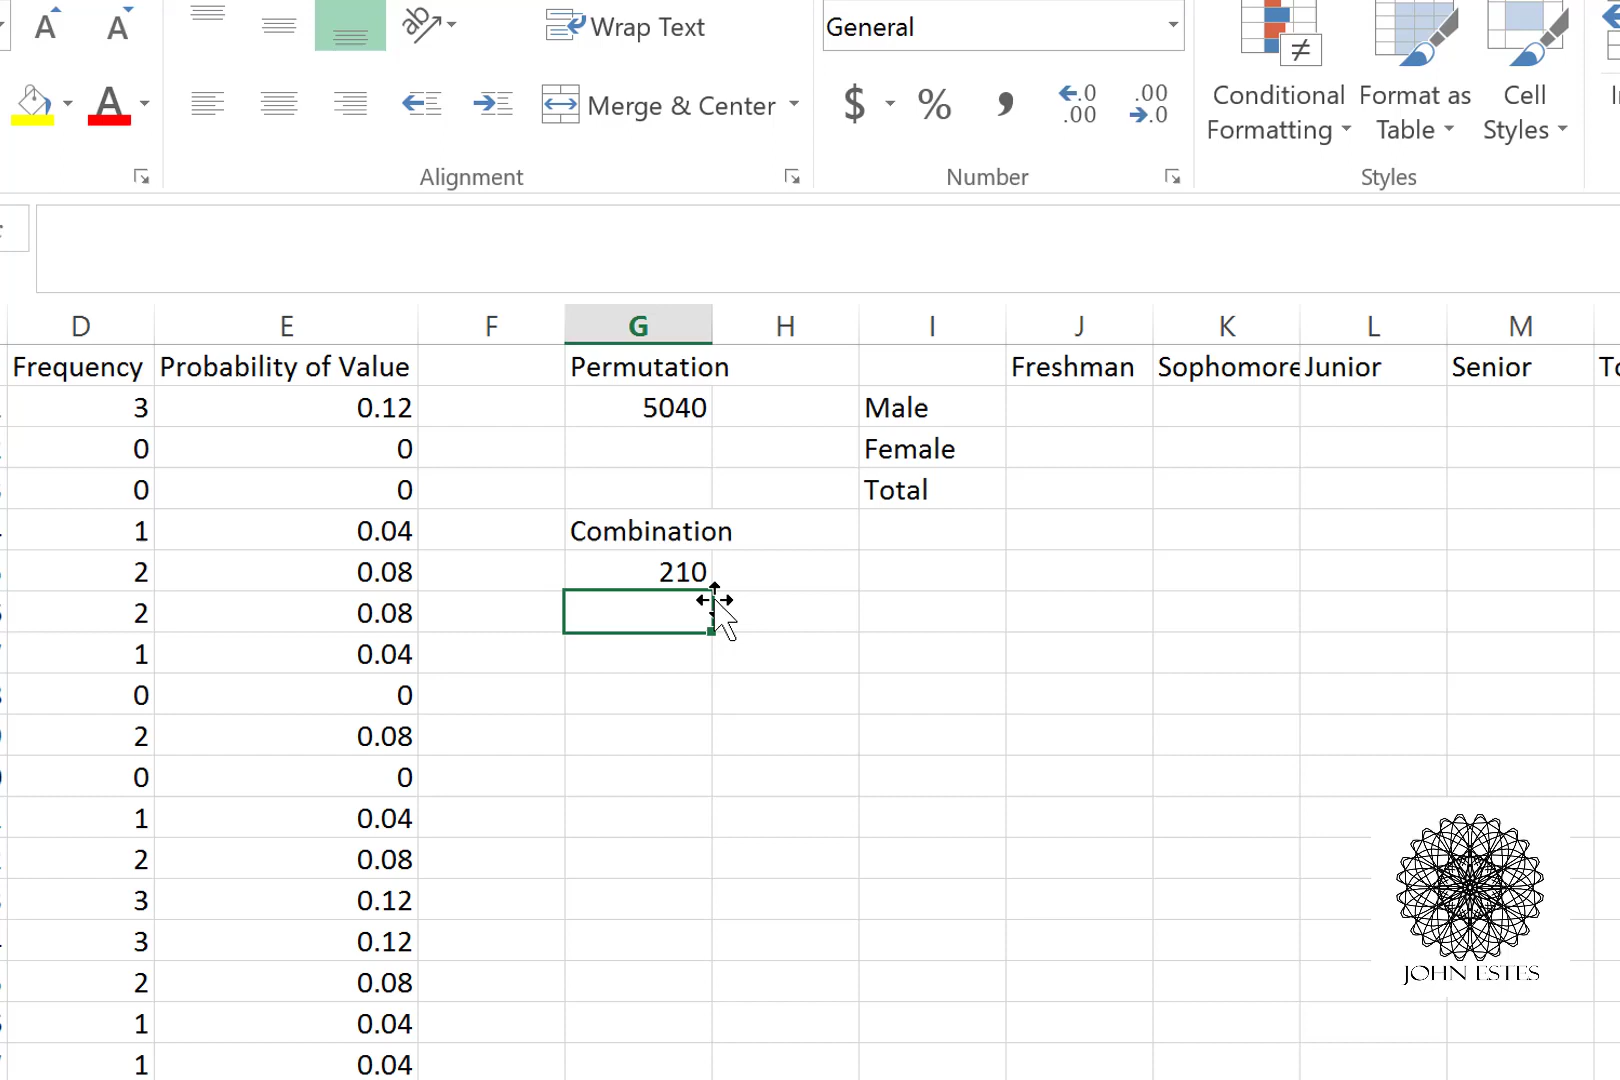 Wrap Text
General
Merge & Center
$ % , .0 .00 .00 .0
Conditional Formatting
Format as Table
Cell Styles
Alignment
Number
Styles
D E F G H I J K L M
Frequency Probability of Value Permutation Freshman Sophomore Junior Senior
3 0.12 5040 Male
0 0 Female
0 0 Total
1 0.04 Combination
2 0.08 210
2 0.08
1 0.04
0 0
2 0.08
0 0
1 0.04
2 0.08
3 0.12
3 0.12
2 0.08
1 0.04
1 0.04
JOHN ESTES